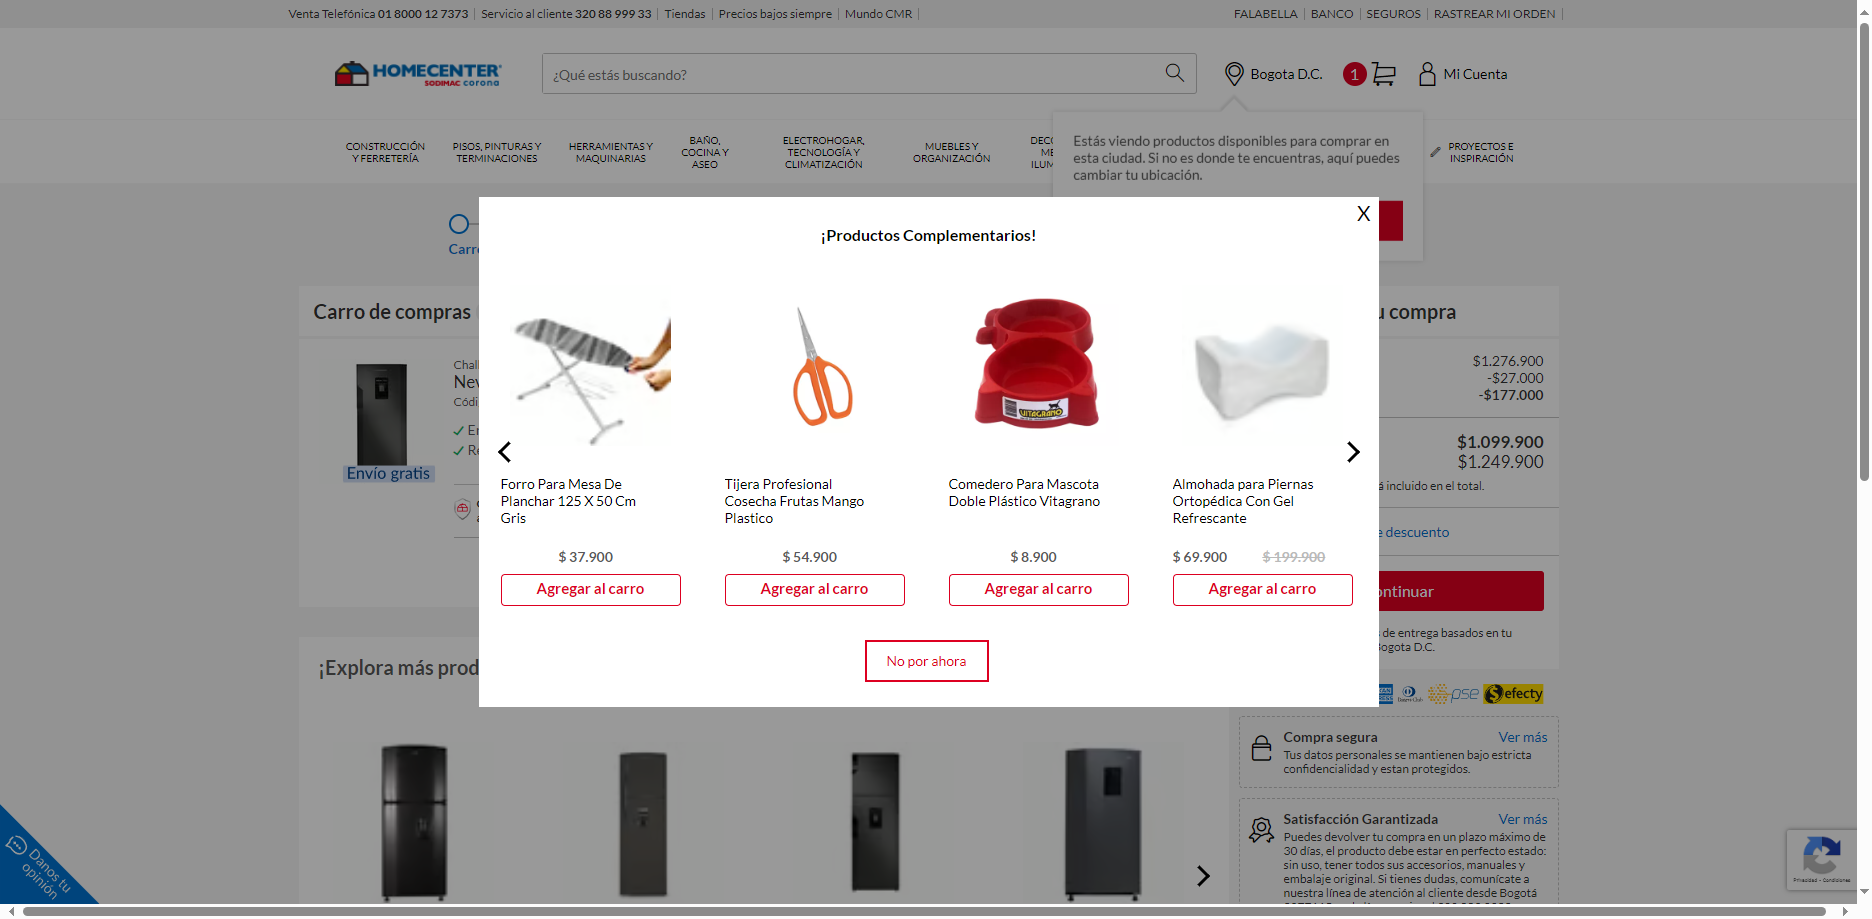 Venta Telefónica 01 8000 12 7373 Servicio al cliente 320 88 999 33 Tiendas Precios bajos siempre Mundo CMR
FALABELLA BANCO SEGUROS RASTREAR MI ORDEN
HOMECENTER
SODIMAC corona
¿Qué estás buscando?
Bogota D.C.
1
Mi Cuenta
CONSTRUCCIÓN
Y FERRETERÍA
PISOS, PINTURAS Y
TERMINACIONES
HERRAMIENTAS Y
MAQUINARIAS
BAÑO,
COCINA Y
ASEO
ELECTROHOGAR,
TECNOLOGÍA Y
CLIMATIZACIÓN
MUEBLES Y
ORGANIZACIÓN
DECO
ME
ILUM
PROYECTOS E
INSPIRACIÓN
Estás viendo productos disponibles para comprar en
esta ciudad. Si no es donde te encuentras, aquí puedes
cambiar tu ubicación.
Carro
X
¡Productos Complementarios!
Forro Para Mesa De
Planchar 125 X 50 Cm
Gris
$ 37.900
Agregar al carro
Tijera Profesional
Cosecha Frutas Mango
Plastico
$ 54.900
Agregar al carro
VITAGRANO
Comedero Para Mascota
Doble Plástico Vitagrano
$ 8.900
Agregar al carro
Almohada para Piernas
Ortopédica Con Gel
Refrescante
$ 69.900 $ 199.900
Agregar al carro
No por ahora
Carro de compras
Chall
Nev
Códi
En
Re
Envío gratis
u compra
$1.276.900
-$27.000
-$177.000
$1.099.900
$1.249.900
á incluido en el total.
e descuento
ontinuar
s de entrega basados en tu
Bogota D.C.
pse
efecty
Compra segura Ver más
Tus datos personales se mantienen bajo estricta
confidencialidad y estan protegidos.
Satisfacción Garantizada Ver más
Puedes devolver tu compra en un plazo máximo de
30 días, el producto debe estar en perfecto estado:
sin uso, tener todos sus accesorios, manuales y
embalaje original. Si tienes dudas, comunícate a
nuestra línea de atención al cliente desde Bogotá
¡Explora más prod
Danos tu
opinión
Privacidad - Condiciones